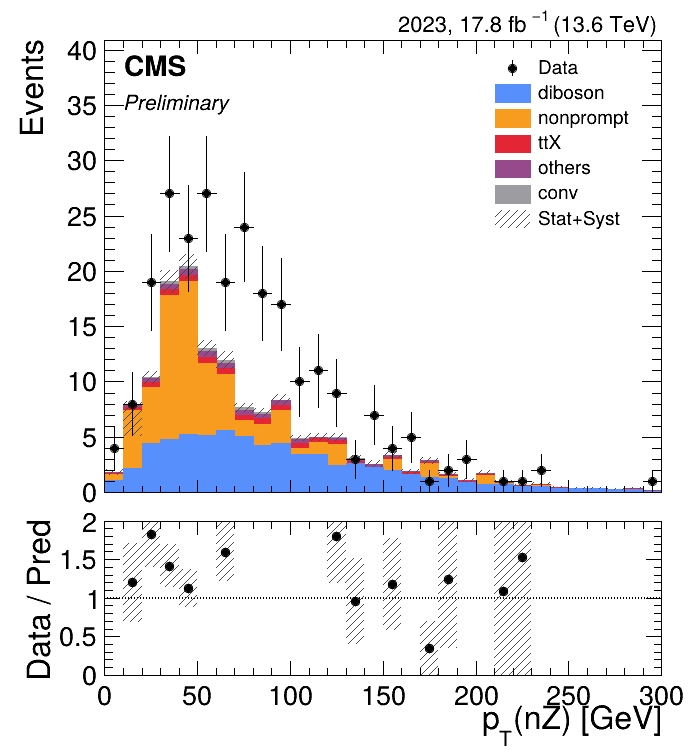 2023, 17.8 fb⁻¹ (13.6 TeV)
CMS
Preliminary
Events
40
35
30
25
20
15
10
5
0
Data
diboson
nonprompt
ttX
others
conv
Stat+Syst
Data / Pred
2
1.5
1
0.5
0
0 50 100 150 200 250 300
p_T(nZ) [GeV]